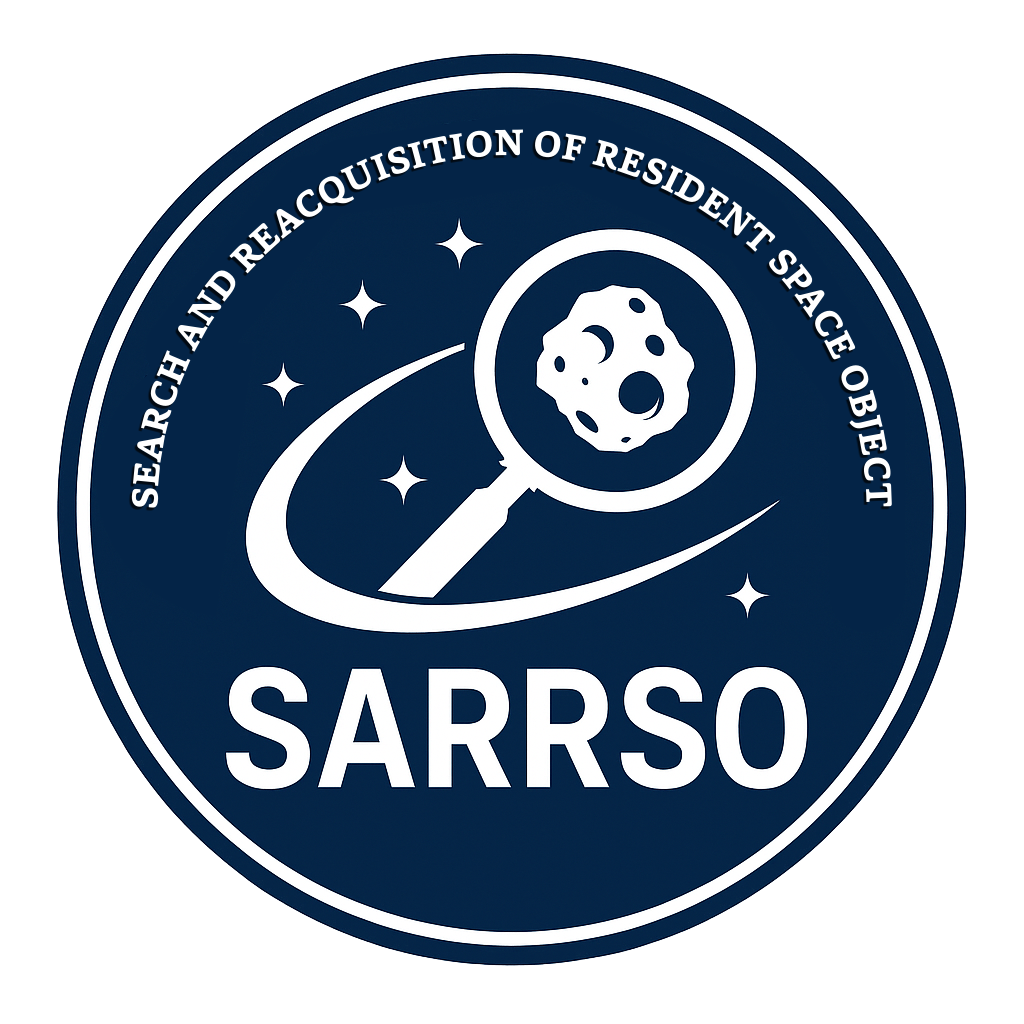 SEARCH AND REACQUISITION OF RESIDENT SPACE OBJECT
SARRSO